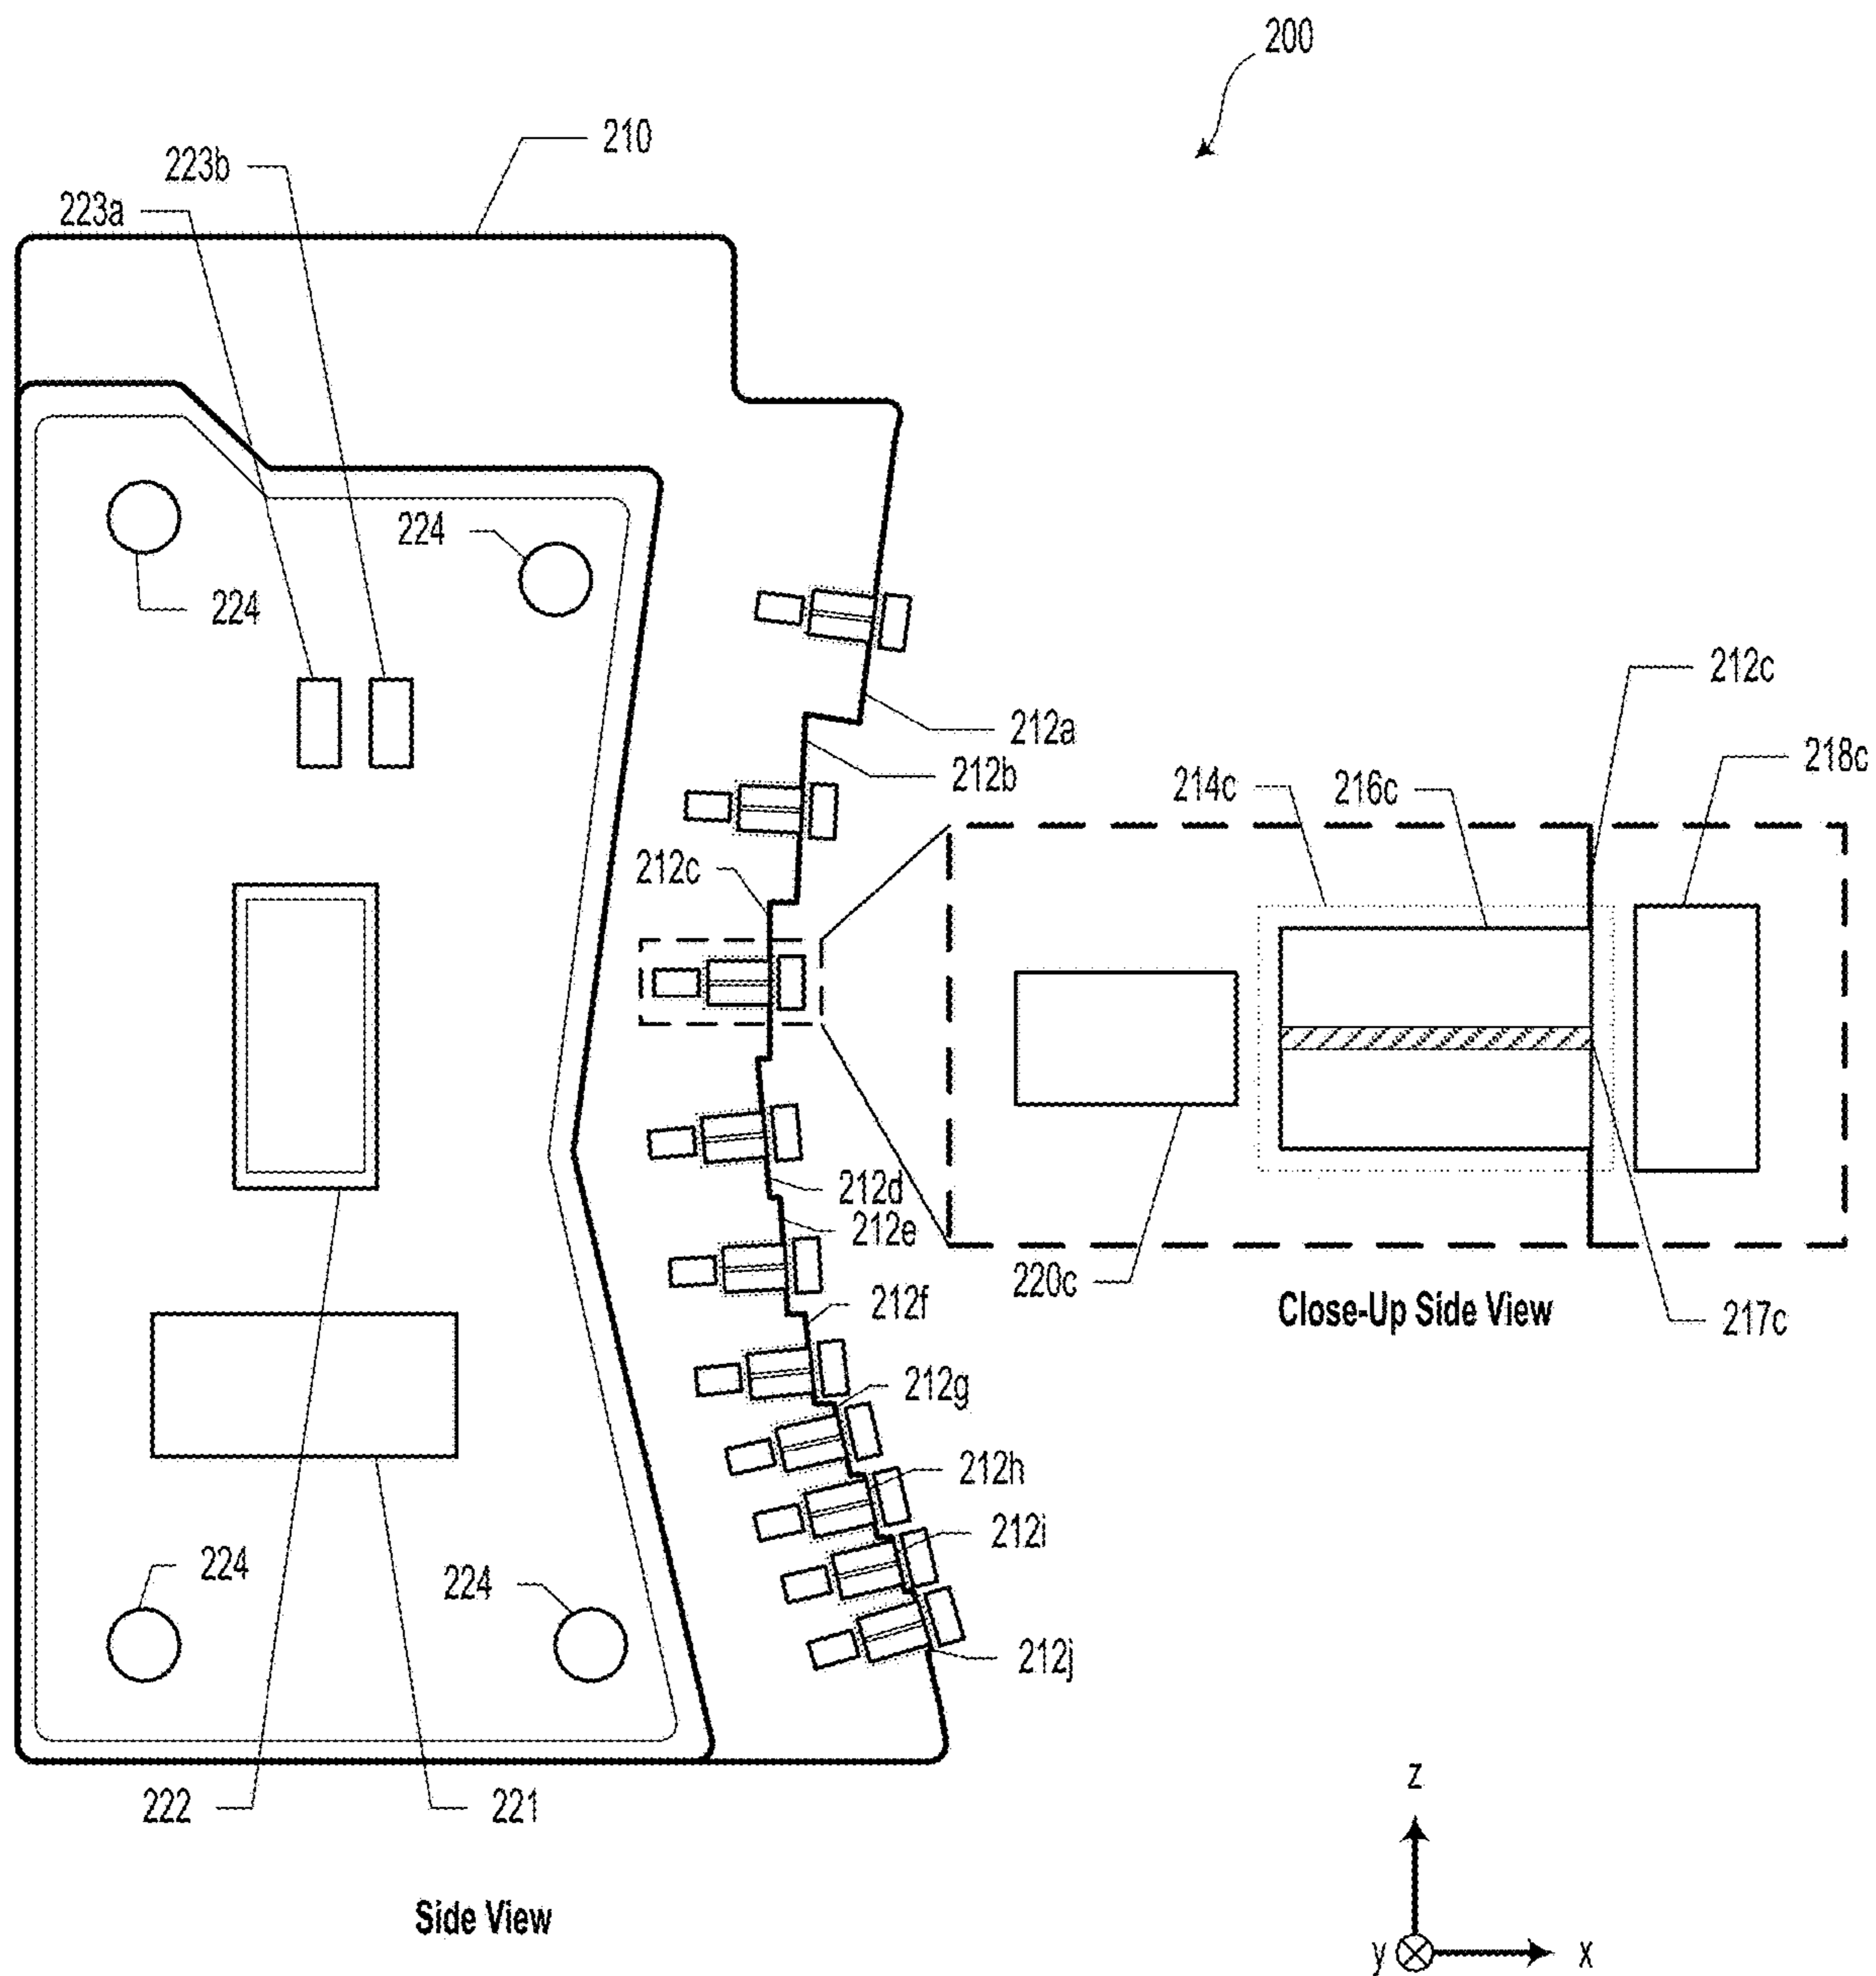 200
210
223b
223a
224
224
212a
212b
212c
212c
218c
214c
216c
212d
212e
220c
212f
Close-Up Side View
217c
212g
212h
212i
224
224
212j
222
221
z
Side View
y
x